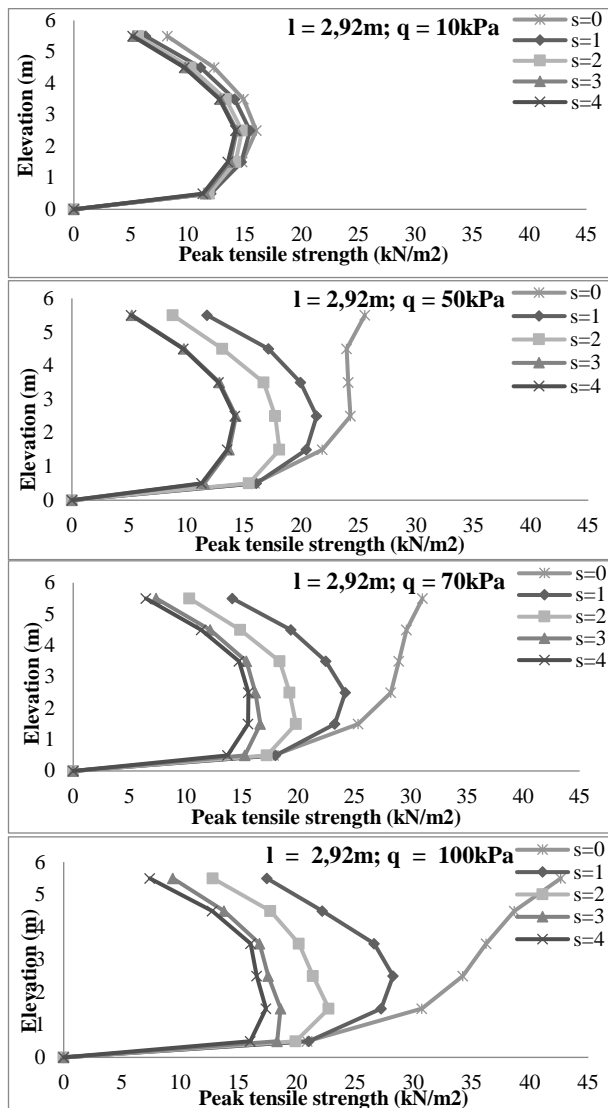 l = 2,92m; q = 10kPa
s=0
s=1
s=2
s=3
s=4
Elevation (m)
6
5
4
3
2
1
0
0 5 10 15 20 25 30 35 40 45
Peak tensile strength (kN/m2)
l = 2,92m; q = 50kPa
s=0
s=1
s=2
s=3
s=4
Elevation (m)
6
5
4
3
2
1
0
0 5 10 15 20 25 30 35 40 45
Peak tensile strength (kN/m2)
l = 2,92m; q = 70kPa
s=0
s=1
s=2
s=3
s=4
Elevation (m)
6
5
4
3
2
1
0
0 5 10 15 20 25 30 35 40 45
Peak tensile strength (kN/m2)
l = 2,92m; q = 100kPa
s=0
s=1
s=2
s=3
s=4
Elevation (m)
6
5
4
3
2
1
0
0 5 10 15 20 25 30 35 40 45
Peak tensile strength (kN/m2)